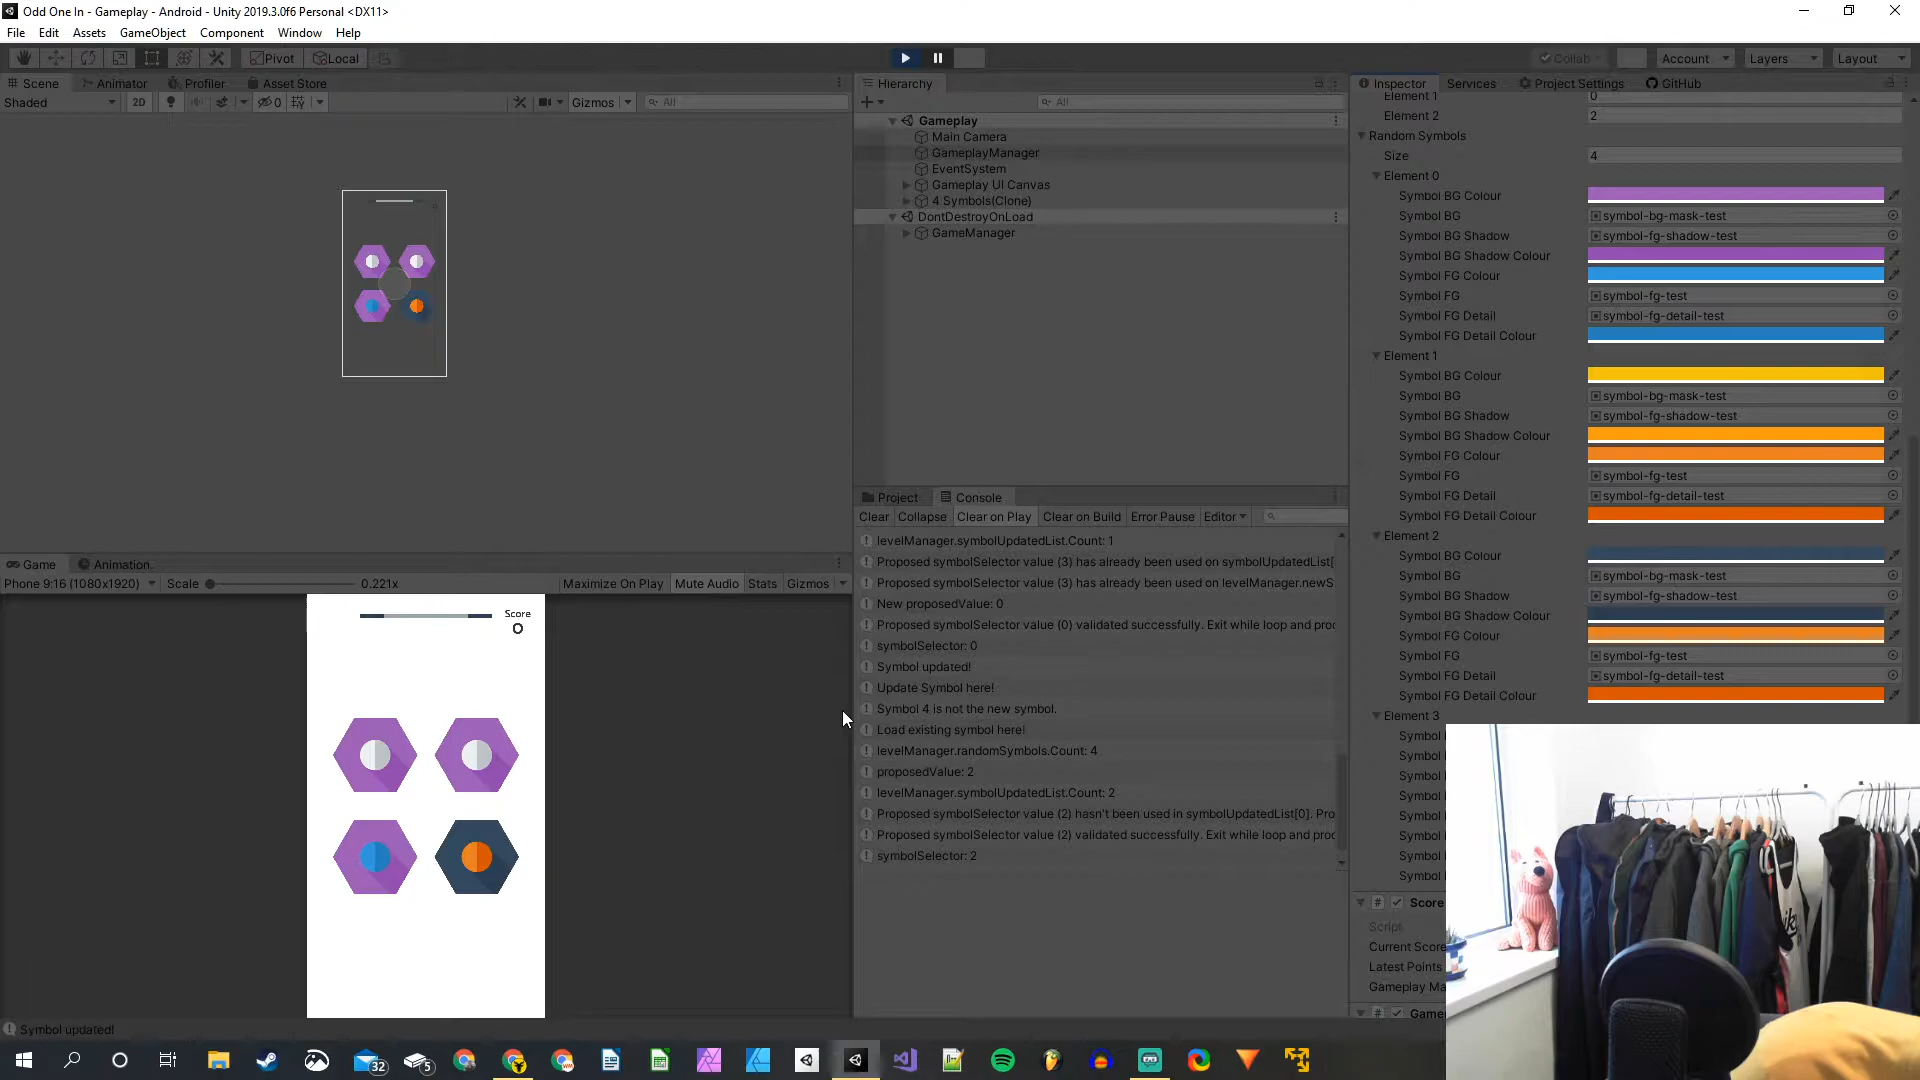 Odd One In - Gameplay - Android - Unity 2019.3.0f6 Personal <DX11>
File Edit Assets GameObject Component Window Help
Pivot Local Collab Account Layers Layout
Scene Animator Profiler Asset Store
Shaded 2D 0 Gizmos All
Hierarchy
All
Gameplay
Main Camera
GameplayManager
EventSystem
Gameplay UI Canvas
4 Symbols(Clone)
DontDestroyOnLoad
GameManager
Project Console
Clear Collapse Clear on Play Clear on Build Error Pause Editor
levelManager.symbolUpdatedList.Count: 1
Proposed symbolSelector value (3) has already been used on symbolUpdatedList[
Proposed symbolSelector value (3) has already been used on levelManager.newS
New proposedValue: 0
Proposed symbolSelector value (0) validated successfully. Exit while loop and proc
symbolSelector: 0
Symbol updated!
Update Symbol here!
Symbol 4 is not the new symbol.
Load existing symbol here!
levelManager.randomSymbols.Count: 4
proposedValue: 2
levelManager.symbolUpdatedList.Count: 2
Proposed symbolSelector value (2) hasn't been used in symbolUpdatedList[0]. Pro
Proposed symbolSelector value (2) validated successfully. Exit while loop and proc
symbolSelector: 2
Game Animation
Phone 9:16 (1080x1920) Scale 0.221x Maximize On Play Mute Audio Stats Gizmos
Score
0
Symbol updated!
Inspector Services Project Settings GitHub
Element 1 0
Element 2 2
Random Symbols
Size 4
Element 0
Symbol BG Colour
Symbol BG symbol-bg-mask-test
Symbol BG Shadow symbol-fg-shadow-test
Symbol BG Shadow Colour
Symbol FG Colour
Symbol FG symbol-fg-test
Symbol FG Detail symbol-fg-detail-test
Symbol FG Detail Colour
Element 1
Symbol BG Colour
Symbol BG symbol-bg-mask-test
Symbol BG Shadow symbol-fg-shadow-test
Symbol BG Shadow Colour
Symbol FG Colour
Symbol FG symbol-fg-test
Symbol FG Detail symbol-fg-detail-test
Symbol FG Detail Colour
Element 2
Symbol BG Colour
Symbol BG symbol-bg-mask-test
Symbol BG Shadow symbol-fg-shadow-test
Symbol BG Shadow Colour
Symbol FG Colour
Symbol FG symbol-fg-test
Symbol FG Detail symbol-fg-detail-test
Symbol FG Detail Colour
Element 3
Symbol
Symbol
Symbol
Symbol
Symbol
Symbol
Symbol
Symbol
# Score
Script
Current Score
Latest Points
Gameplay Ma
# Game
32
5